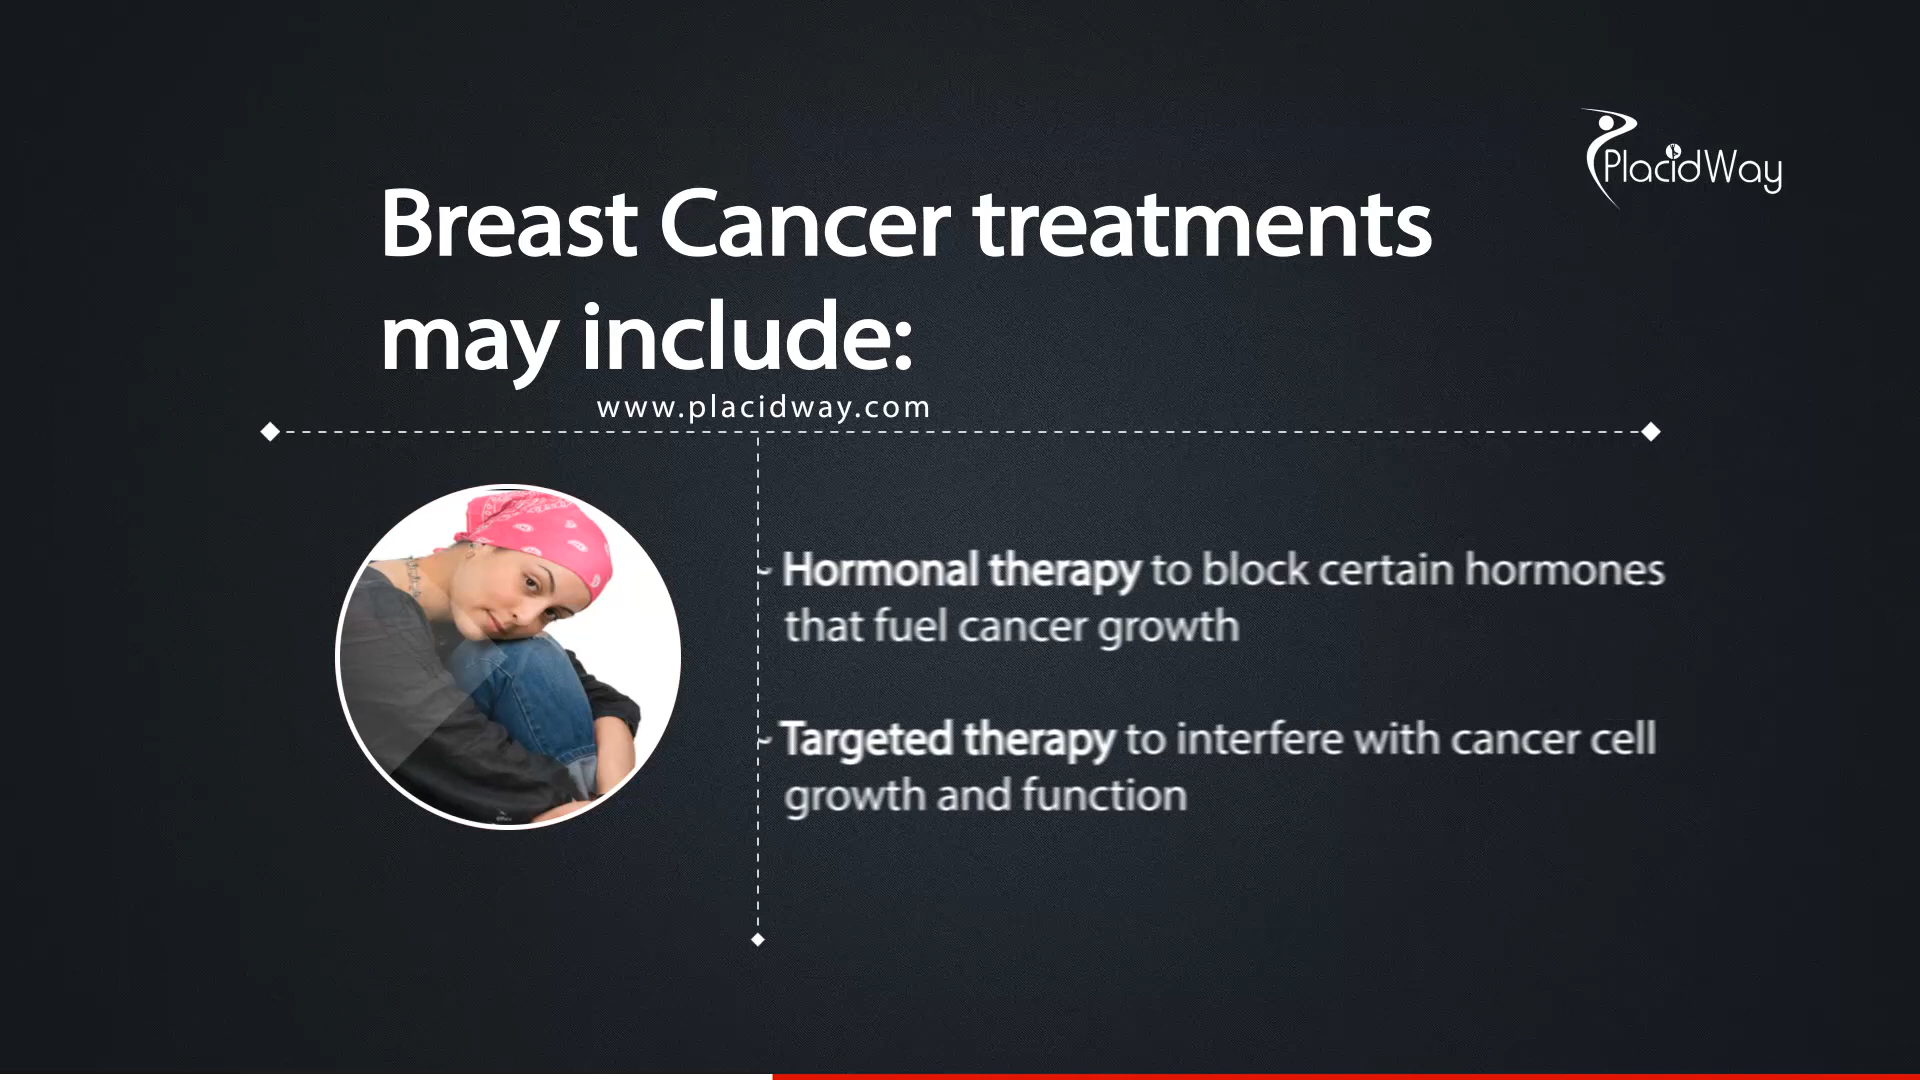 PlacidWay
Breast Cancer treatments
may include:
www.placidway.com
- Hormonal therapy to block certain hormones
that fuel cancer growth
- Targeted therapy to interfere with cancer cell
growth and function